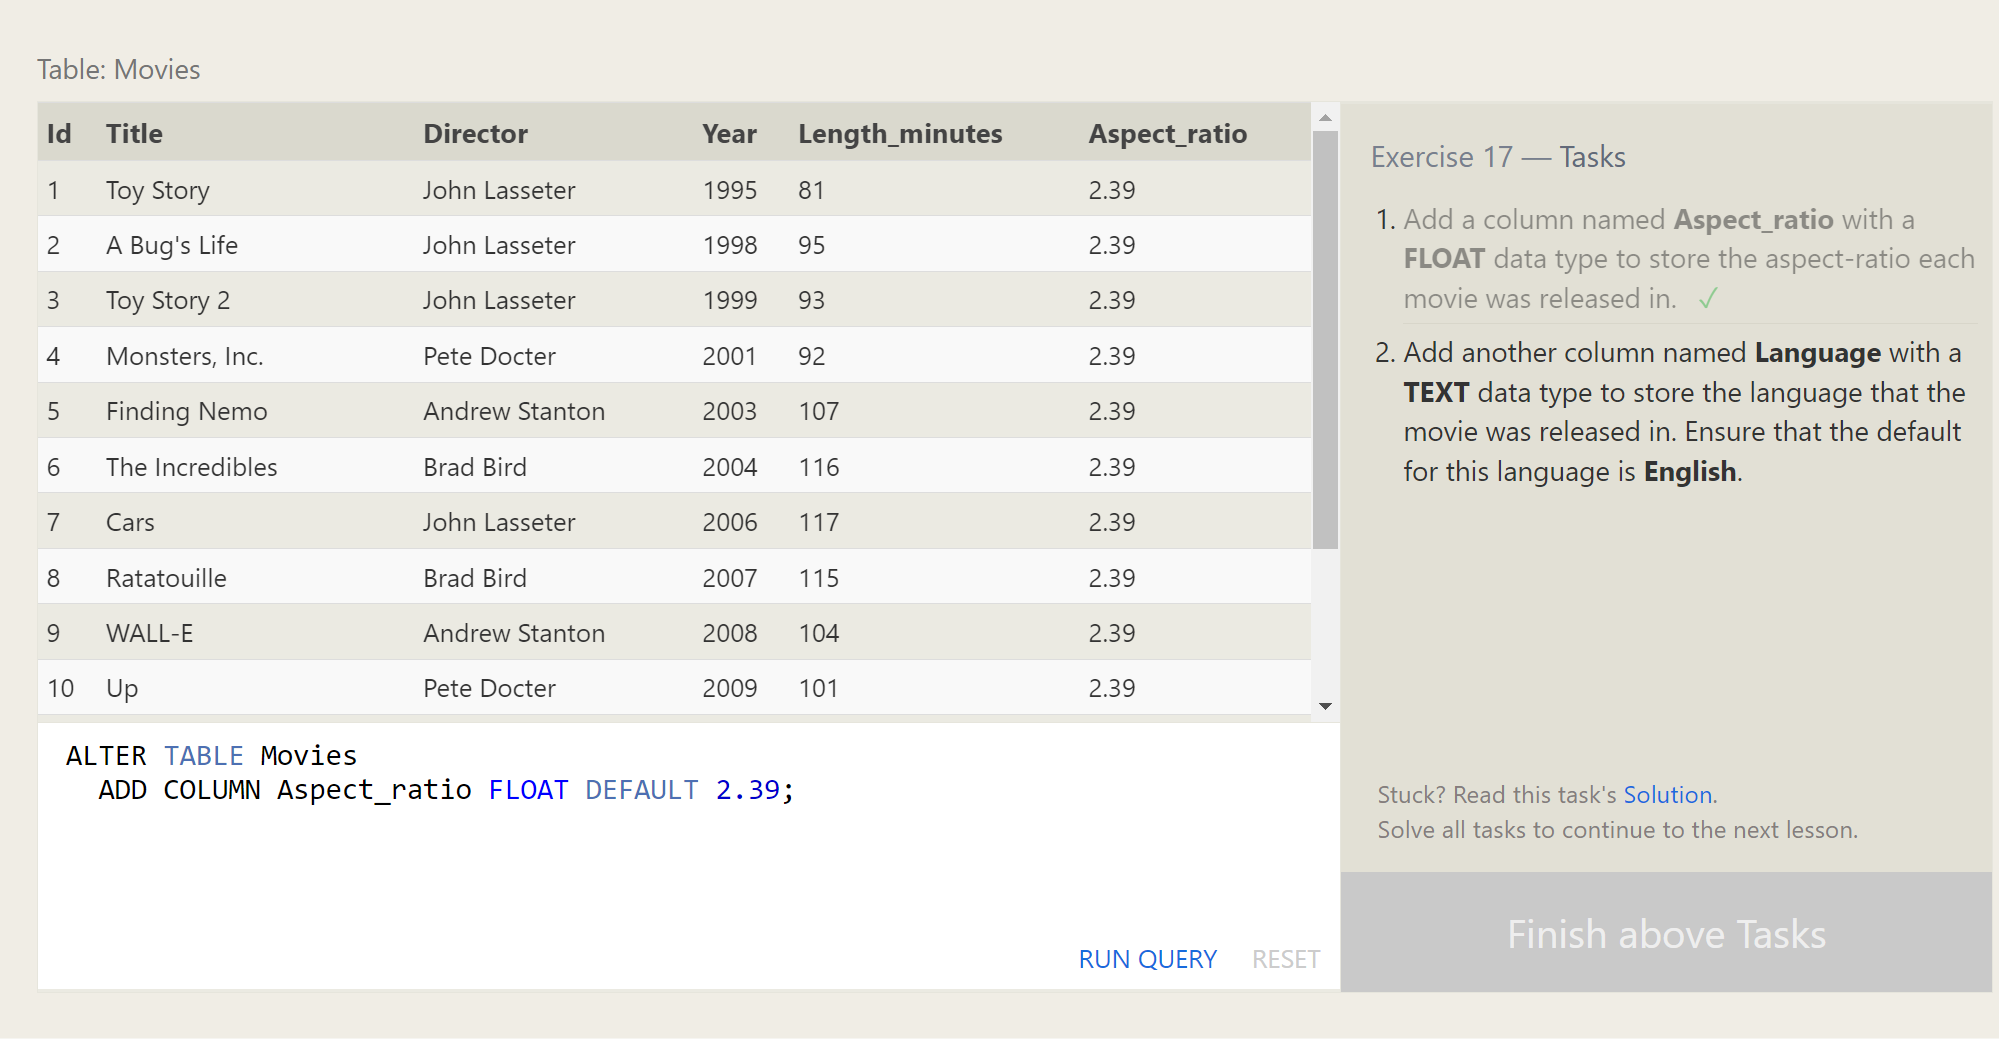 Table: Movies
Id Title Director Year Length_minutes Aspect_ratio
1 Toy Story John Lasseter 1995 81 2.39
2 A Bug's Life John Lasseter 1998 95 2.39
3 Toy Story 2 John Lasseter 1999 93 2.39
4 Monsters, Inc. Pete Docter 2001 92 2.39
5 Finding Nemo Andrew Stanton 2003 107 2.39
6 The Incredibles Brad Bird 2004 116 2.39
7 Cars John Lasseter 2006 117 2.39
8 Ratatouille Brad Bird 2007 115 2.39
9 WALL-E Andrew Stanton 2008 104 2.39
10 Up Pete Docter 2009 101 2.39
ALTER TABLE Movies
ADD COLUMN Aspect_ratio FLOAT DEFAULT 2.39;
RUN QUERY RESET
Exercise 17 — Tasks
1. Add a column named Aspect_ratio with a
FLOAT data type to store the aspect-ratio each
movie was released in. ✓
2. Add another column named Language with a
TEXT data type to store the language that the
movie was released in. Ensure that the default
for this language is English.
Stuck? Read this task's Solution.
Solve all tasks to continue to the next lesson.
Finish above Tasks